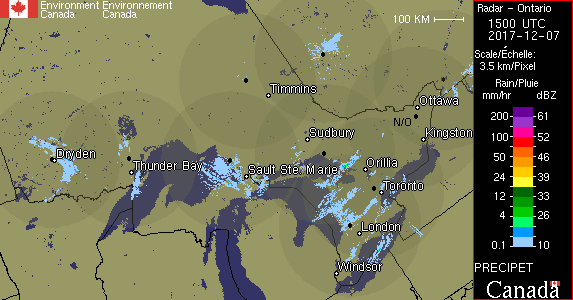 Environment Environnement
Canada Canada
100 KM
Timmins
Ottawa
N/O
Sudbury
Kingston
Dryden
Thunder Bay
Sault Ste. Marie
Orillia
Toronto
London
Windsor
Radar - Ontario
1500 UTC
2017-12-07
Scale/Échelle:
3.5 km/Pixel
Rain/Pluie
mm/hr dBZ
200 61
100 52
50 46
24 39
12 33
4 26
0.1 10
PRECIPET
Canada